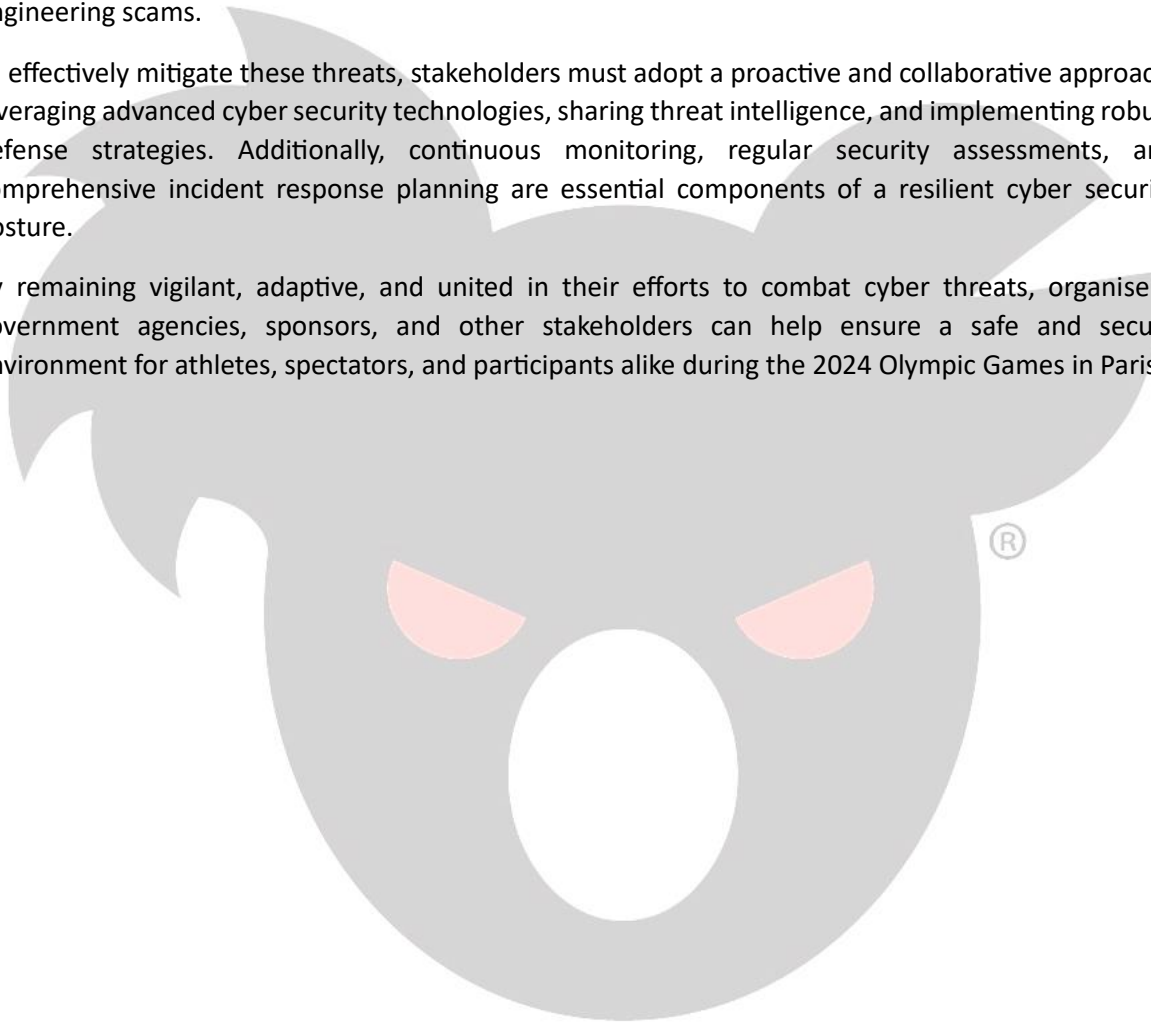 ngineering scams.
effectively mitigate these threats, stakeholders must adopt a proactive and collaborative approac
veraging advanced cyber security technologies, sharing threat intelligence, and implementing robu
efense strategies. Additionally, continuous monitoring, regular security assessments, an
omprehensive incident response planning are essential components of a resilient cyber securi
osture.
y remaining vigilant, adaptive, and united in their efforts to combat cyber threats, organise
overnment agencies, sponsors, and other stakeholders can help ensure a safe and secu
nvironment for athletes, spectators, and participants alike during the 2024 Olympic Games in Paris
®